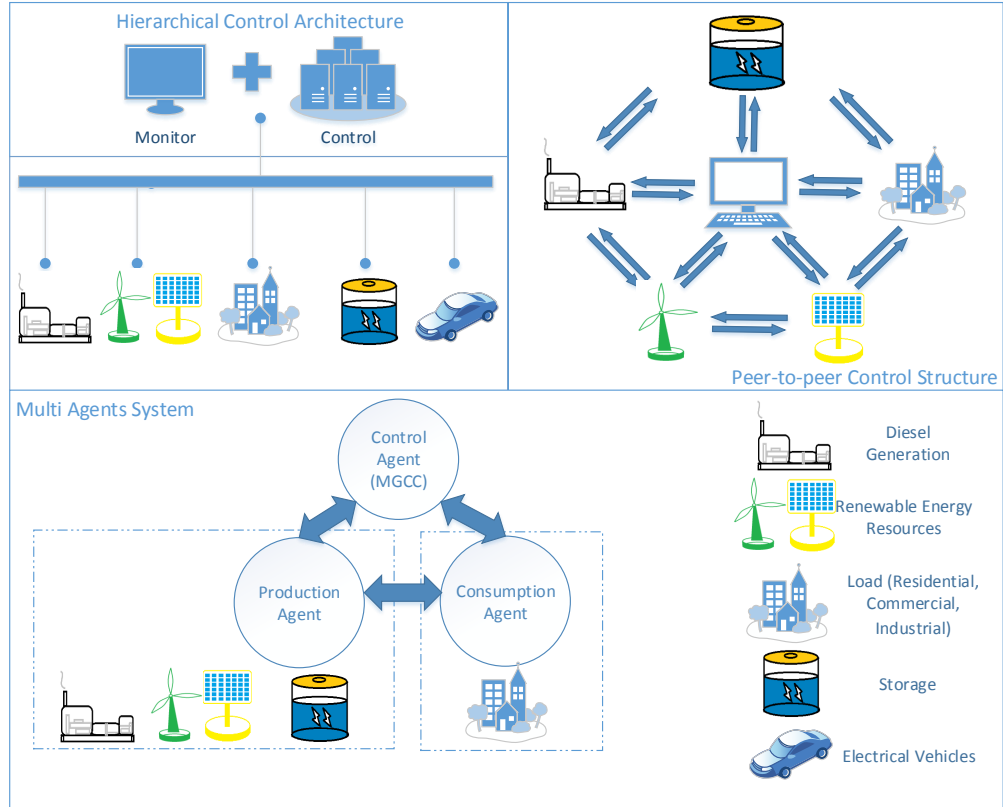 Hierarchical Control Architecture
Monitor
Control
Peer-to-peer Control Structure
Multi Agents System
Control
Agent
(MGCC)
Production
Agent
Consumption
Agent
Diesel
Generation
Renewable Energy
Resources
Load (Residential,
Commercial,
Industrial)
Storage
Electrical Vehicles